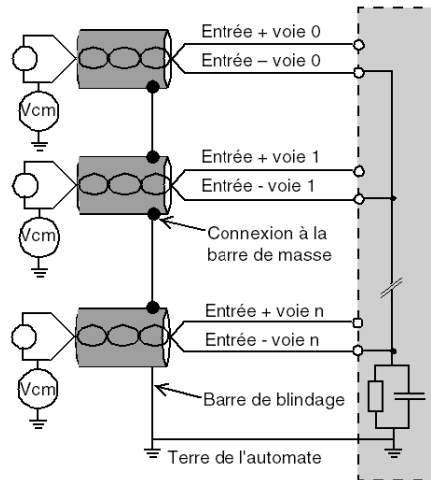 Entrée + voie 0
Entrée – voie 0
Vcm
Entrée + voie 1
Entrée - voie 1
Vcm
Connexion à la
barre de masse
Entrée + voie n
Entrée - voie n
Vcm
Barre de blindage
Terre de l'automate